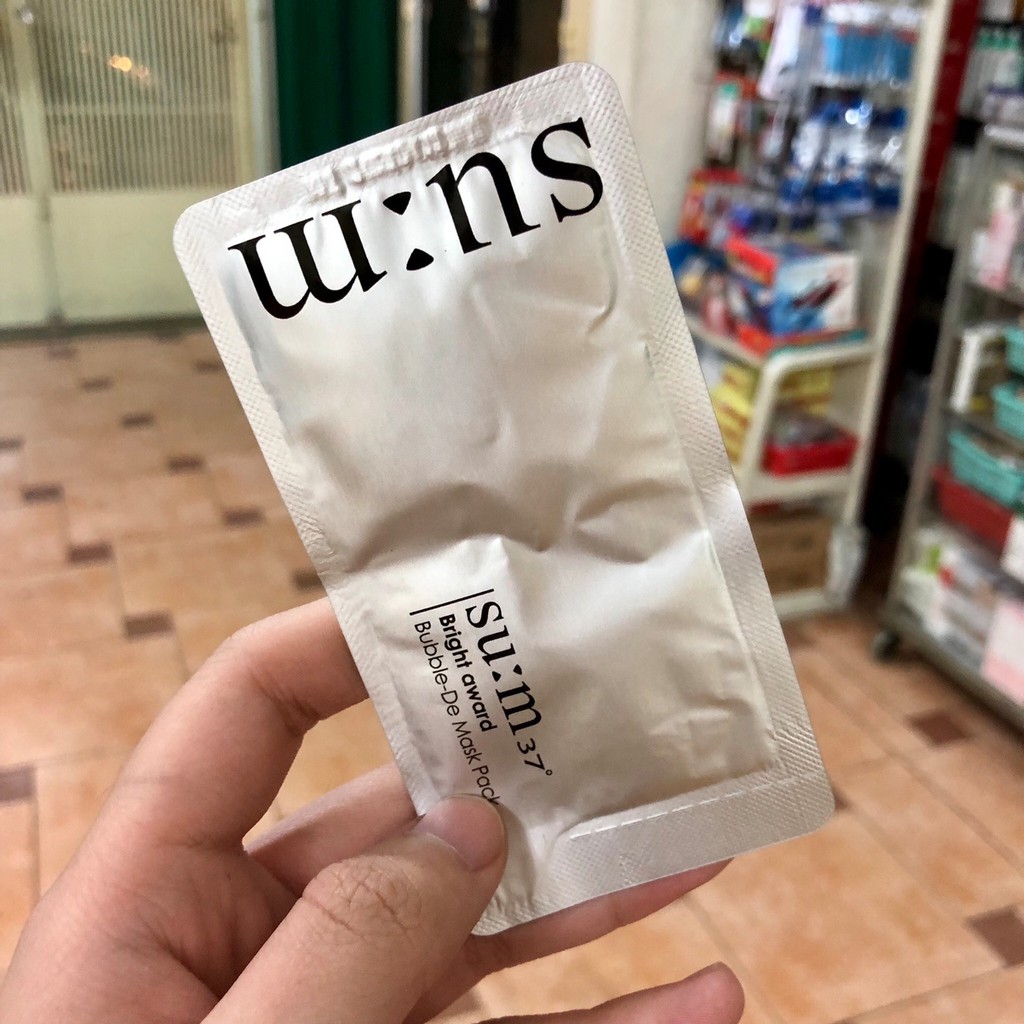 su:m
su:m37°
Bright award
Bubble-De Mask Pack